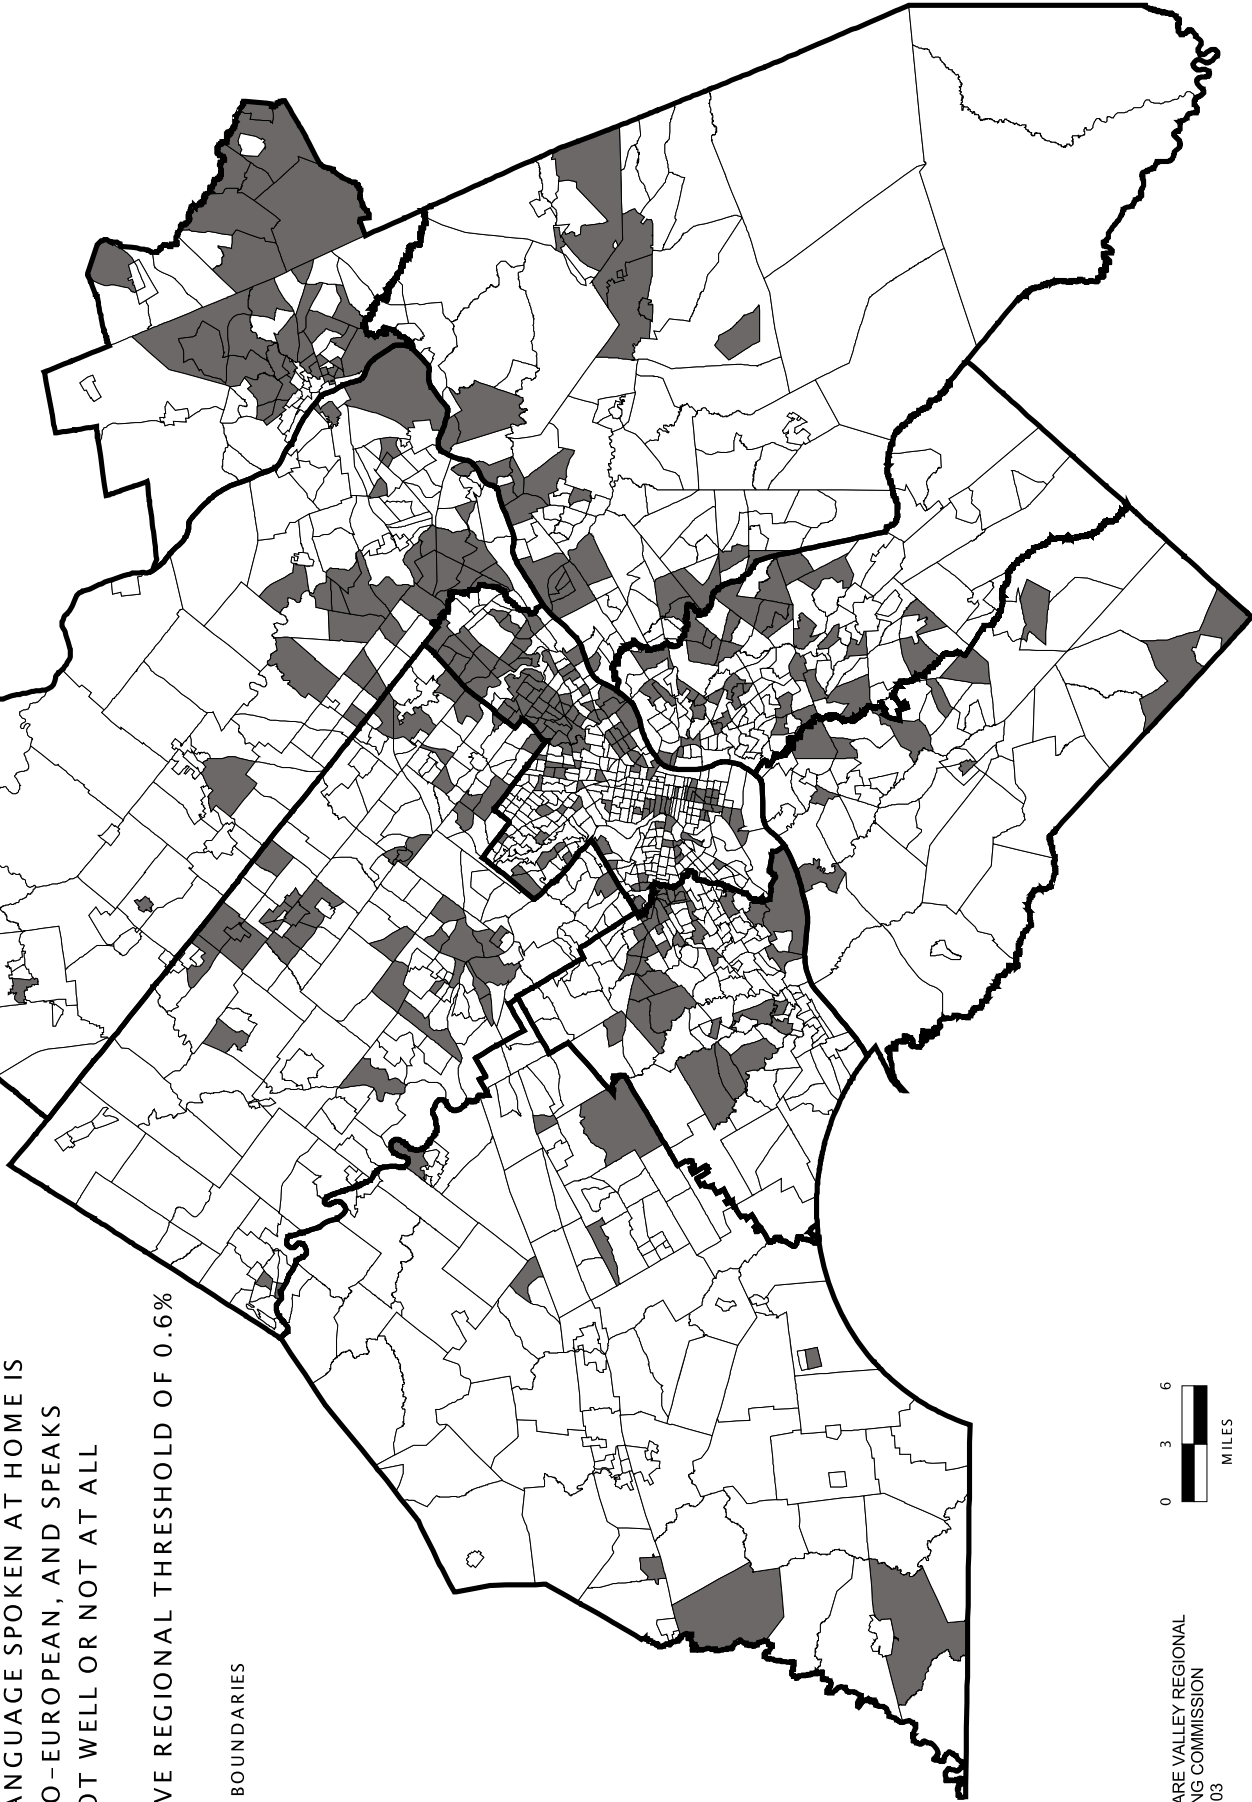 ANGUAGE SPOKEN AT HOME IS
O-EUROPEAN, AND SPEAKS
OT WELL OR NOT AT ALL
VE REGIONAL THRESHOLD OF 0.6%
BOUNDARIES
0 3 6
MILES
ARE VALLEY REGIONAL
NG COMMISSION
03